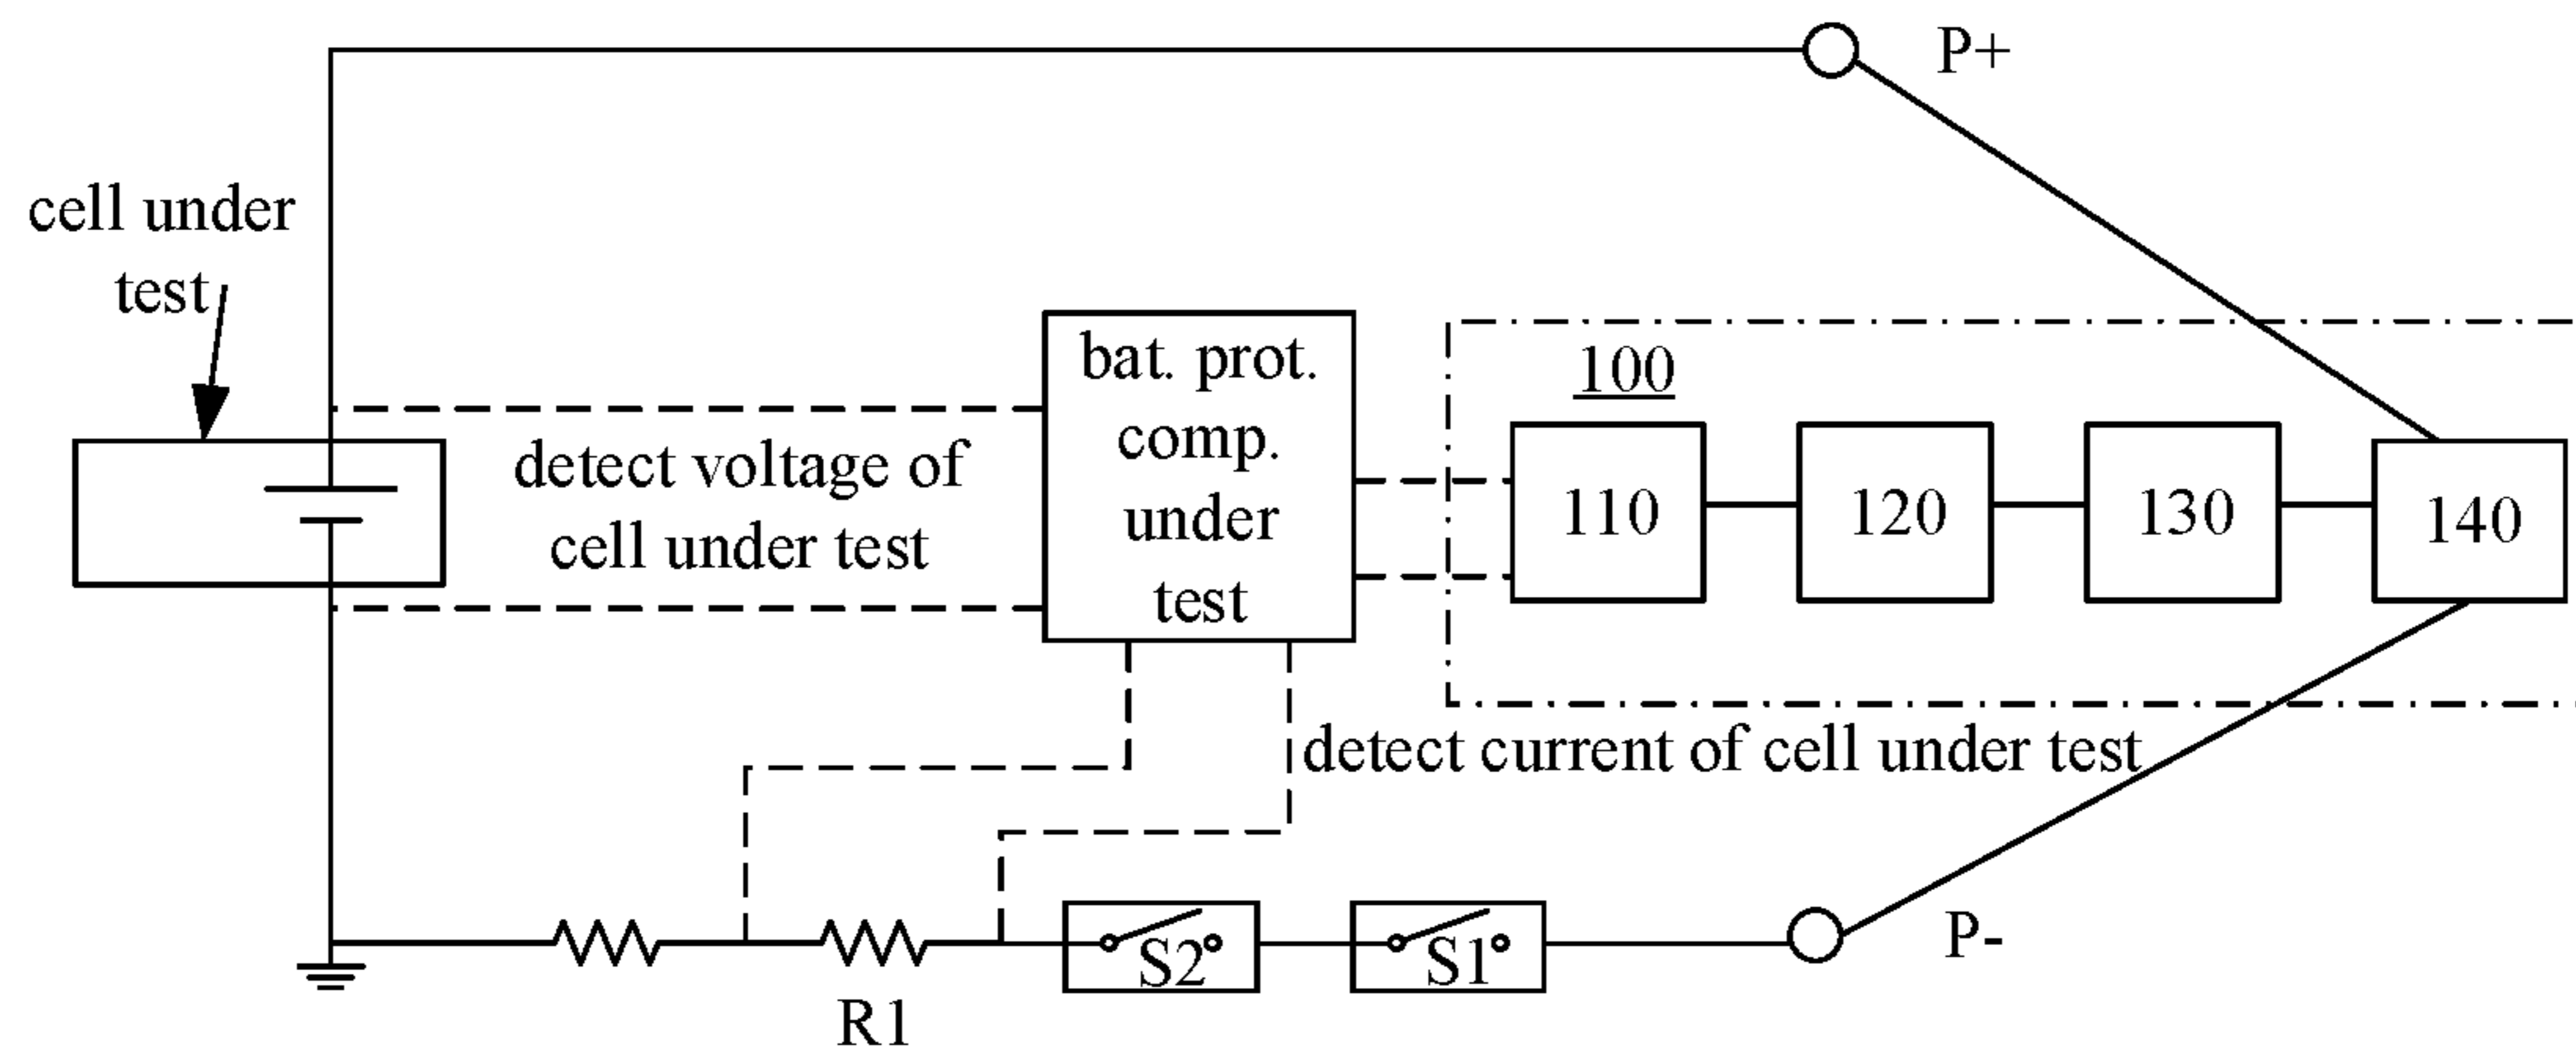 P+
cell under
test
bat. prot.
comp.
under
test
100
detect voltage of
cell under test
110
120
130
140
detect current of cell under test
S2
S1
P-
R1